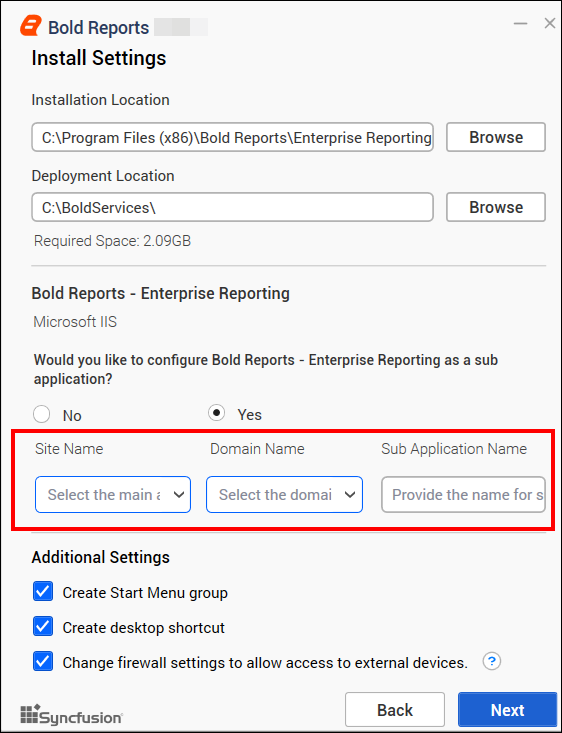 Bold Reports
Install Settings
Installation Location
C:\Program Files (x86)\Bold Reports\Enterprise Reporting
Browse
Deployment Location
C:\BoldServices\
Browse
Required Space: 2.09GB
Bold Reports - Enterprise Reporting
Microsoft IIS
Would you like to configure Bold Reports - Enterprise Reporting as a sub
application?
No
Yes
Site Name
Domain Name
Sub Application Name
Select the main a
Select the domai
Provide the name for s
Additional Settings
Create Start Menu group
Create desktop shortcut
Change firewall settings to allow access to external devices.
?
Syncfusion
Back
Next